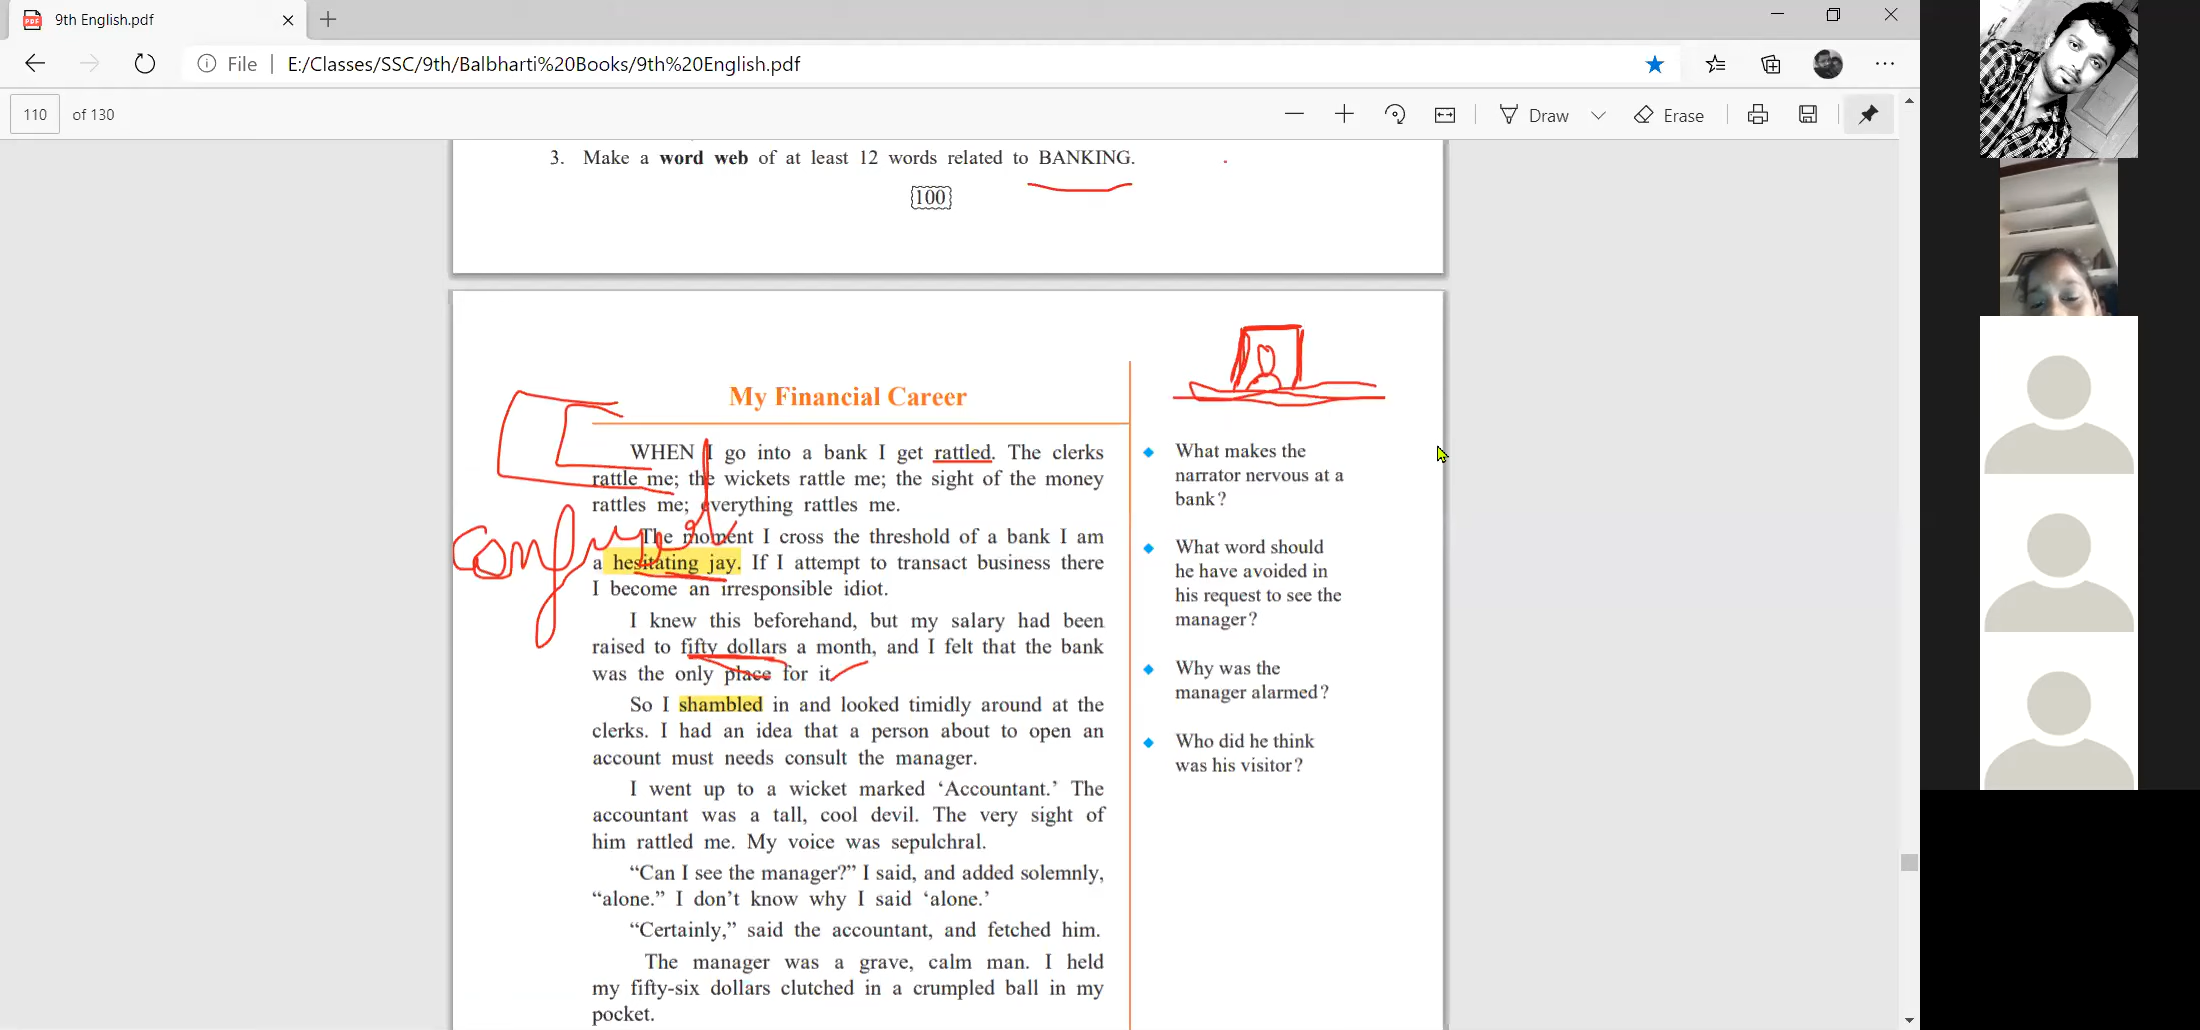 9th English.pdf
File E:/Classes/SSC/9th/Balbharti%20Books/9th%20English.pdf
110 of 130 Draw Erase
3. Make a word web of at least 12 words related to BANKING.
100
My Financial Career
WHEN I go into a bank I get rattled. The clerks
rattle me; the wickets rattle me; the sight of the money
rattles me; everything rattles me.
confused
The moment I cross the threshold of a bank I am
a hesitating jay. If I attempt to transact business there
I become an irresponsible idiot.
I knew this beforehand, but my salary had been
raised to fifty dollars a month, and I felt that the bank
was the only place for it.
So I shambled in and looked timidly around at the
clerks. I had an idea that a person about to open an
account must needs consult the manager.
I went up to a wicket marked ‘Accountant.’ The
accountant was a tall, cool devil. The very sight of
him rattled me. My voice was sepulchral.
“Can I see the manager?” I said, and added solemnly,
“alone.” I don’t know why I said ‘alone.’
“Certainly,” said the accountant, and fetched him.
The manager was a grave, calm man. I held
my fifty-six dollars clutched in a crumpled ball in my
pocket.
What makes the
narrator nervous at a
bank?
What word should
he have avoided in
his request to see the
manager?
Why was the
manager alarmed?
Who did he think
was his visitor?